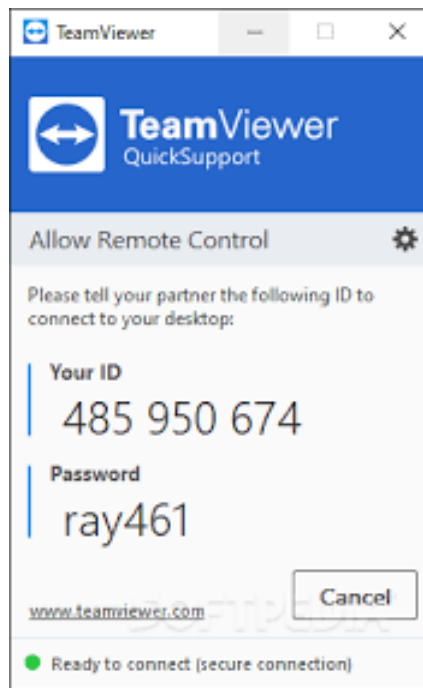 TeamViewer
TeamViewer
QuickSupport
Allow Remote Control
Please tell your partner the following ID to
connect to your desktop:
Your ID
485 950 674
Password
ray461
Cancel
www.teamviewer.com
SOFTPEDIA
Ready to connect (secure connection)